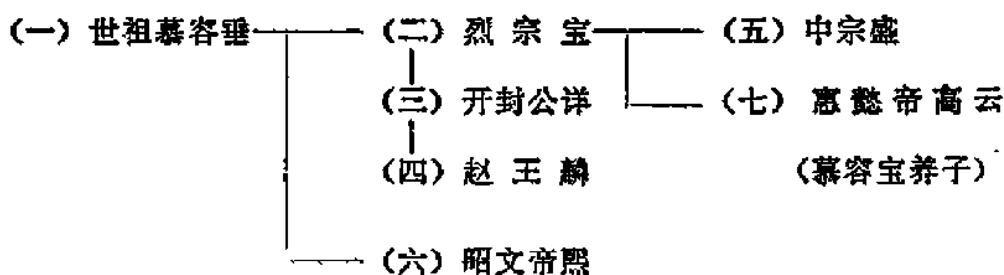 (一) 世祖慕容垂 (二) 烈宗宝 (五) 中宗盛
(三) 开封公详 (七) 惠懿帝高云
(四) 赵王麟 (慕容宝养子)
(六) 昭文帝熙